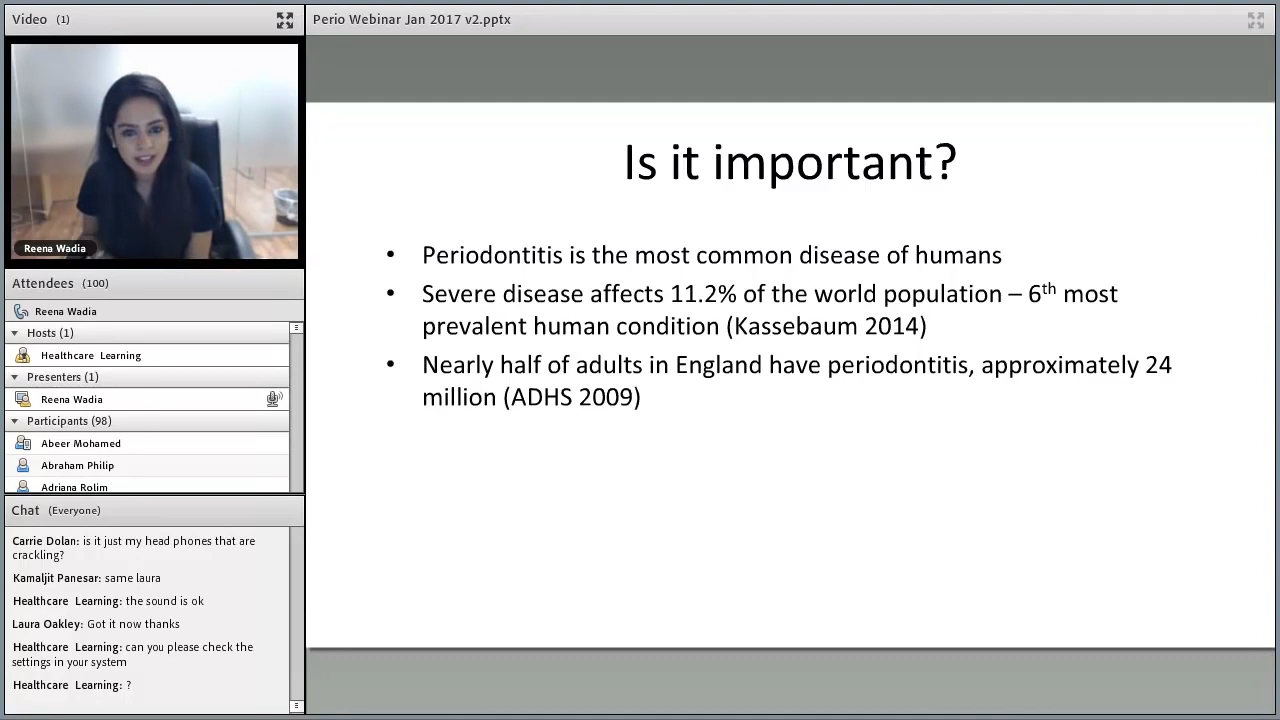 Video (1)
Perio Webinar Jan 2017 v2.pptx
Reena Wadia
Attendees (100)
Reena Wadia
Hosts (1)
Healthcare Learning
Presenters (1)
Reena Wadia
Participants (98)
Abeer Mohamed
Abraham Philip
Adriana Rolim
Chat (Everyone)
Carrie Dolan: is it just my head phones that are
crackling?
Kamaljit Panesar: same laura
Healthcare Learning: the sound is ok
Laura Oakley: Got it now thanks
Healthcare Learning: can you please check the
settings in your system
Healthcare Learning: ?
Is it important?
• Periodontitis is the most common disease of humans
• Severe disease affects 11.2% of the world population – 6th most
prevalent human condition (Kassebaum 2014)
• Nearly half of adults in England have periodontitis, approximately 24
million (ADHS 2009)